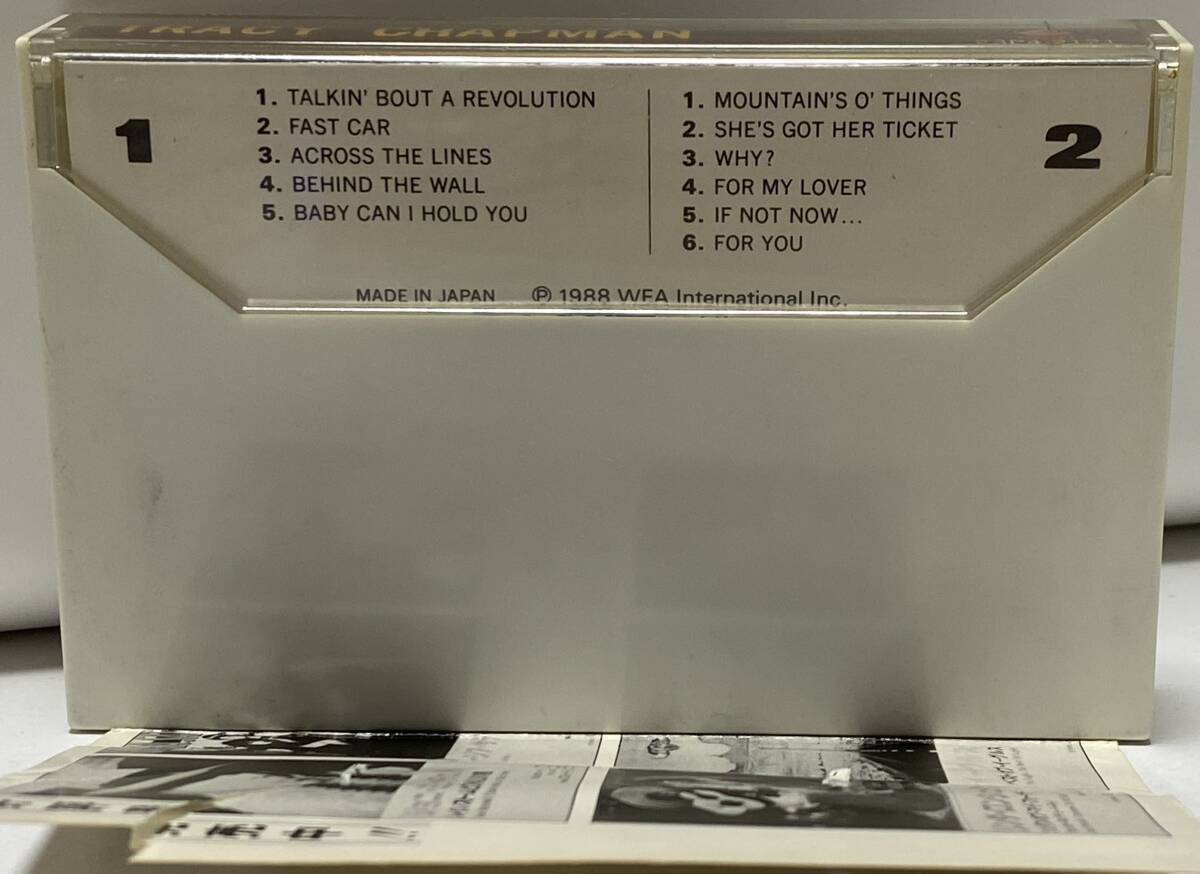 TRACY CHAPMAN
1
1. TALKIN' BOUT A REVOLUTION
2. FAST CAR
3. ACROSS THE LINES
4. BEHIND THE WALL
5. BABY CAN I HOLD YOU
1. MOUNTAIN'S O' THINGS
2. SHE'S GOT HER TICKET
3. WHY?
4. FOR MY LOVER
5. IF NOT NOW...
6. FOR YOU
2
MADE IN JAPAN ℗ 1988 WEA International Inc.